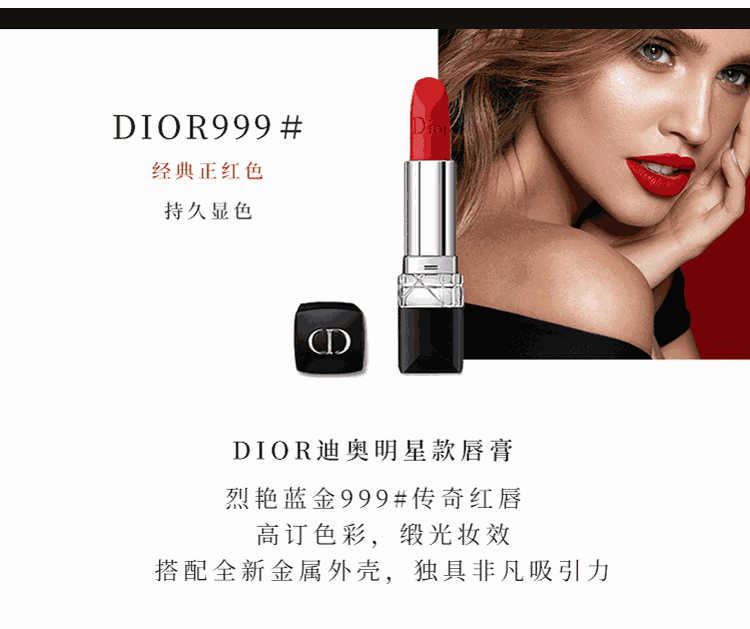 DIOR999#
经典正红色
持久显色
Dior
CD
DIOR迪奥明星款唇膏
烈艳蓝金999#传奇红唇
高订色彩，缎光妆效
搭配全新金属外壳，独具非凡吸引力